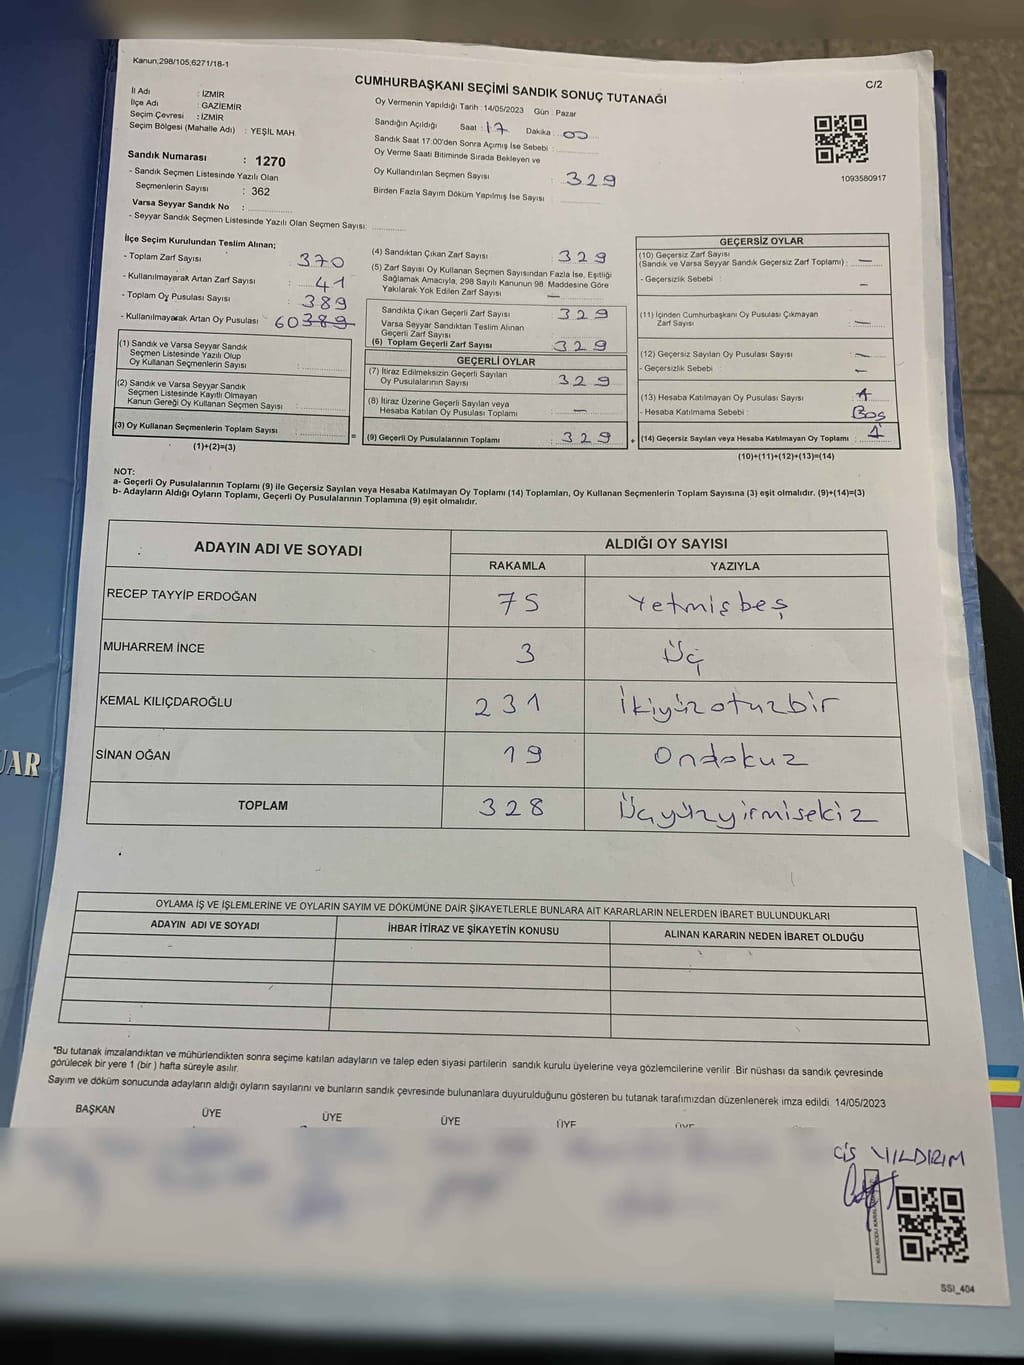 Kanun;298/105;6271/18-1
C/2
CUMHURBAŞKANI SEÇİMİ SANDIK SONUÇ TUTANAĞI
İl Adı : İZMİR
İlçe Adı : GAZİEMİR
Seçim Çevresi : İZMİR
Seçim Bölgesi (Mahalle Adı) : YEŞİL MAH.
Sandık Numarası : 1270
- Sandık Seçmen Listesinde Yazılı Olan
Seçmenlerin Sayısı : 362
Varsa Seyyar Sandık No :
- Seyyar Sandık Seçmen Listesinde Yazılı Olan Seçmen Sayısı:
Oy Vermenin Yapıldığı Tarih :14/05/2023 Gün : Pazar
Sandığın Açıldığı Saat : 17 Dakika : 00
Sandık Saat 17:00'den Sonra Açımış İse Sebebi :
Oy Verme Saati Bitiminde Sırada Bekleyen ve
Oy Kullandırılan Seçmen Sayısı : 329
Birden Fazla Sayım Döküm Yapılmış İse Sayısı :
1093580917
İlçe Seçim Kurulundan Teslim Alınan;
- Toplam Zarf Sayısı : 370
- Kullanılmayarak Artan Zarf Sayısı : 41
- Toplam Oy Pusulası Sayısı : 389
- Kullanılmayarak Artan Oy Pusulası : 60 389
(1) Sandık ve Varsa Seyyar Sandık
Seçmen Listesinde Yazılı Olup
Oy Kullanan Seçmenlerin Sayısı :
(2) Sandık ve Varsa Seyyar Sandık
Seçmen Listesinde Kayıtlı Olmayan
Kanun Gereği Oy Kullanan Seçmen Sayısı :
(3) Oy Kullanan Seçmenlerin Toplam Sayısı :
(1)+(2)=(3)
(4) Sandıktan Çıkan Zarf Sayısı : 329
(5) Zarf Sayısı Oy Kullanan Seçmen Sayısından Fazla İse, Eşitliği
Sağlamak Amacıyla, 298 Sayılı Kanunun 98. Maddesine Göre
Yakılarak Yok Edilen Zarf Sayısı : —
Sandıkta Çıkan Geçerli Zarf Sayısı : 329
Varsa Seyyar Sandıktan Teslim Alınan
Geçerli Zarf Sayısı :
(6) Toplam Geçerli Zarf Sayısı : 329
GEÇERLİ OYLAR
(7) İtiraz Edilmeksizin Geçerli Sayılan
Oy Pusulalarının Sayısı : 329
(8) İtiraz Üzerine Geçerli Sayılan veya
Hesaba Katılan Oy Pusulası Toplamı : —
= (9) Geçerli Oy Pusulalarının Toplamı : 329 +
GEÇERSİZ OYLAR
(10) Geçersiz Zarf Sayısı
(Sandık ve Varsa Seyyar Sandık Geçersiz Zarf Toplamı) : —
- Geçersizlik Sebebi : —
(11) İçinden Cumhurbaşkanı Oy Pusulası Çıkmayan
Zarf Sayısı : —
(12) Geçersiz Sayılan Oy Pusulası Sayısı : —
- Geçersizlik Sebebi : —
(13) Hesaba Katılmayan Oy Pusulası Sayısı : 1
- Hesaba Katılmama Sebebi : Boş
(14) Geçersiz Sayılan veya Hesaba Katılmayan Oy Toplamı : 1
(10)+(11)+(12)+(13)=(14)
NOT:
a- Geçerli Oy Pusulalarının Toplamı (9) ile Geçersiz Sayılan veya Hesaba Katılmayan Oy Toplamı (14) Toplamları, Oy Kullanan Seçmenlerin Toplam Sayısına (3) eşit olmalıdır. (9)+(14)=(3)
b- Adayların Aldığı Oyların Toplamı, Geçerli Oy Pusulalarının Toplamına (9) eşit olmalıdır.
ADAYIN ADI VE SOYADI
ALDIĞI OY SAYISI
RAKAMLA YAZIYLA
RECEP TAYYİP ERDOĞAN 75 Yetmişbeş
MUHARREM İNCE 3 Üç
KEMAL KILIÇDAROĞLU 231 İkiyüzotuzbir
SİNAN OĞAN 19 Ondokuz
TOPLAM 328 Üçyüzyirmisekiz
UAR
OYLAMA İŞ VE İŞLEMLERİNE VE OYLARIN SAYIM VE DÖKÜMÜNE DAİR ŞİKAYETLERLE BUNLARA AİT KARARLARIN NELERDEN İBARET BULUNDUKLARI
ADAYIN ADI VE SOYADI İHBAR İTİRAZ VE ŞİKAYETİN KONUSU ALINAN KARARIN NEDEN İBARET OLDUĞU
*Bu tutanak imzalandıktan ve mühürlendikten sonra seçime katılan adayların ve talep eden siyasi partilerin sandık kurulu üyelerine veya gözlemcilerine verilir. Bir nüshası da sandık çevresinde
görülecek bir yere 1 (bir) hafta süreyle asılır.
Sayım ve döküm sonucunda adayların aldığı oyların sayılarını ve bunların sandık çevresinde bulunanlara duyurulduğunu gösteren bu tutanak tarafımızdan düzenlenerek imza edildi. 14/05/2023
BAŞKAN ÜYE ÜYE ÜYE ÜYE ÜYE
YILDIRIM
SSI_404